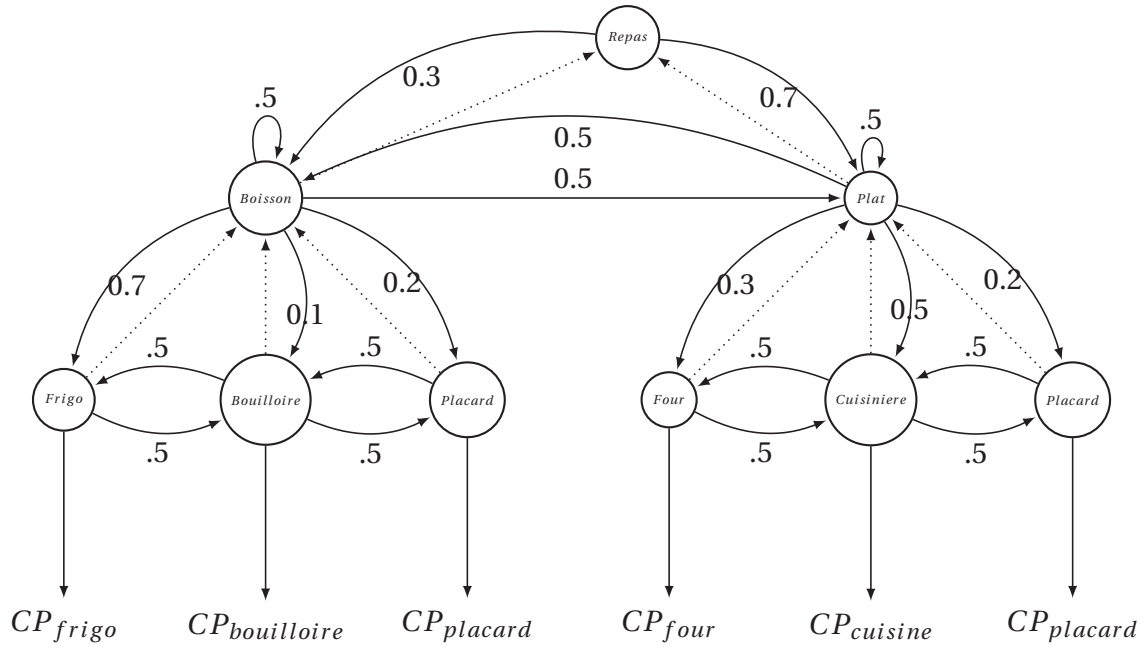 Repas
0.3
0.7
.5
0.5
.5
0.5
Boisson
Plat
0.7
0.1
0.2
0.3
0.5
0.2
.5
.5
.5
.5
Frigo
Bouilloire
Placard
Four
Cuisiniere
Placard
.5
.5
.5
.5
CPfrigo
CPbouilloire
CPplacard
CPfour
CPcuisine
CPplacard